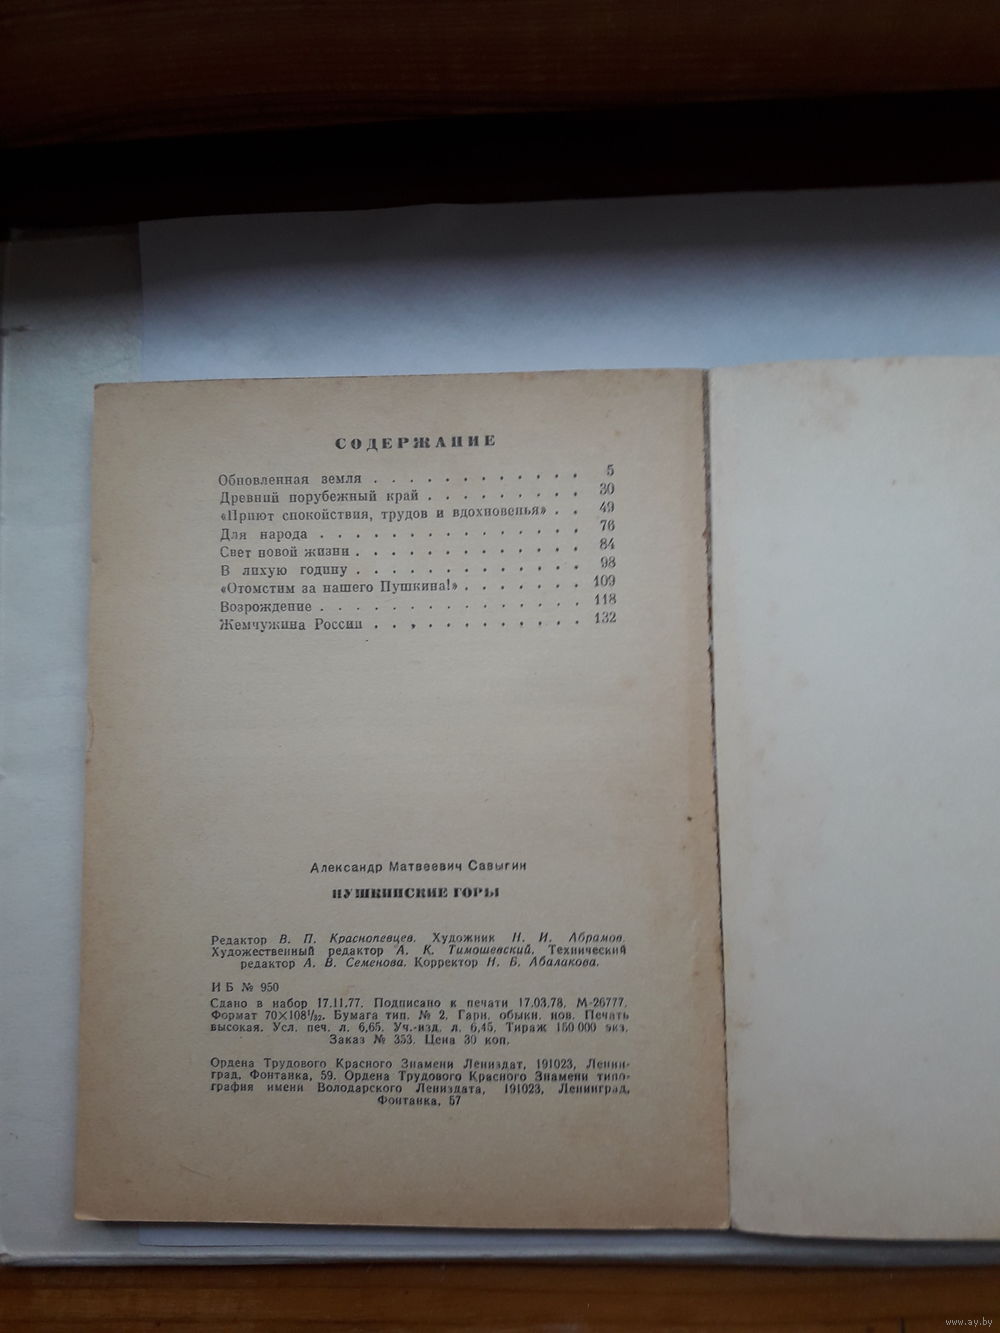 СОДЕРЖАНИЕ
Обновленная земля . . . . . . . . . . . . 5
Древний порубежный край . . . . . . . . . 30
«Приют спокойствия, трудов и вдохновенья» . . 49
Для народа . . . . . . . . . . . . . . . 76
Свет новой жизни . . . . . . . . . . . . . 84
В лихую годину . . . . . . . . . . . . . 98
«Отомстим за нашего Пушкина!» . . . . . . . 109
Возрождение . . . . . . . . . . . . . . . 118
Жемчужина России . . . . . . . . . . . . 132
Александр Матвеевич Савыгин
ПУШКИНСКИЕ ГОРЫ
Редактор В. П. Краснопевцев. Художник Н. И. Абрамов.
Художественный редактор А. К. Тимошевский. Технический
редактор А. В. Семенова. Корректор Н. Б. Абалакова.
И Б № 950
Сдано в набор 17.11.77. Подписано к печати 17.03.78. М-26777.
Формат 70×108¹/₃₂. Бумага тип. № 2. Гарн. обыкн. нов. Печать
высокая. Усл. печ. л. 6,65. Уч.-изд. л. 6,45. Тираж 150 000 экз.
Заказ № 353. Цена 30 коп.
Ордена Трудового Красного Знамени Лениздат, 191023, Ленин-
град, Фонтанка, 59. Ордена Трудового Красного Знамени типо-
графия имени Володарского Лениздата, 191023, Ленинград,
Фонтанка, 57
www.ay.by